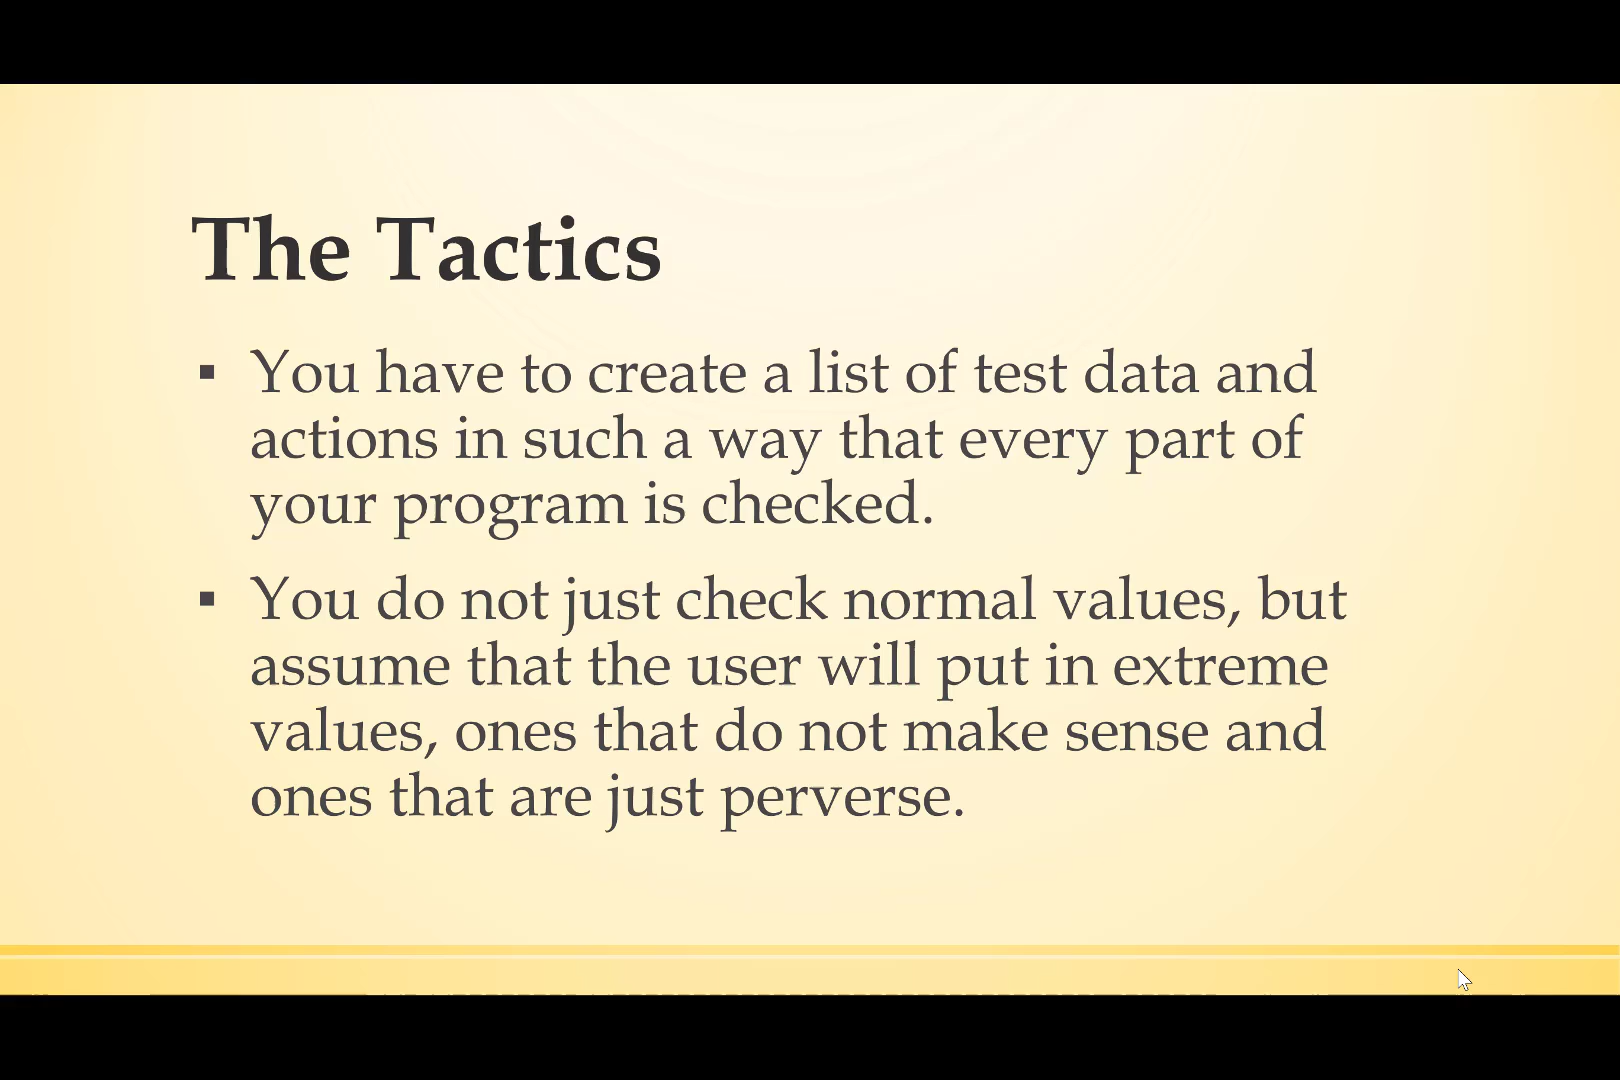 The Tactics
▪ You have to create a list of test data and
actions in such a way that every part of
your program is checked.
▪ You do not just check normal values, but
assume that the user will put in extreme
values, ones that do not make sense and
ones that are just perverse.